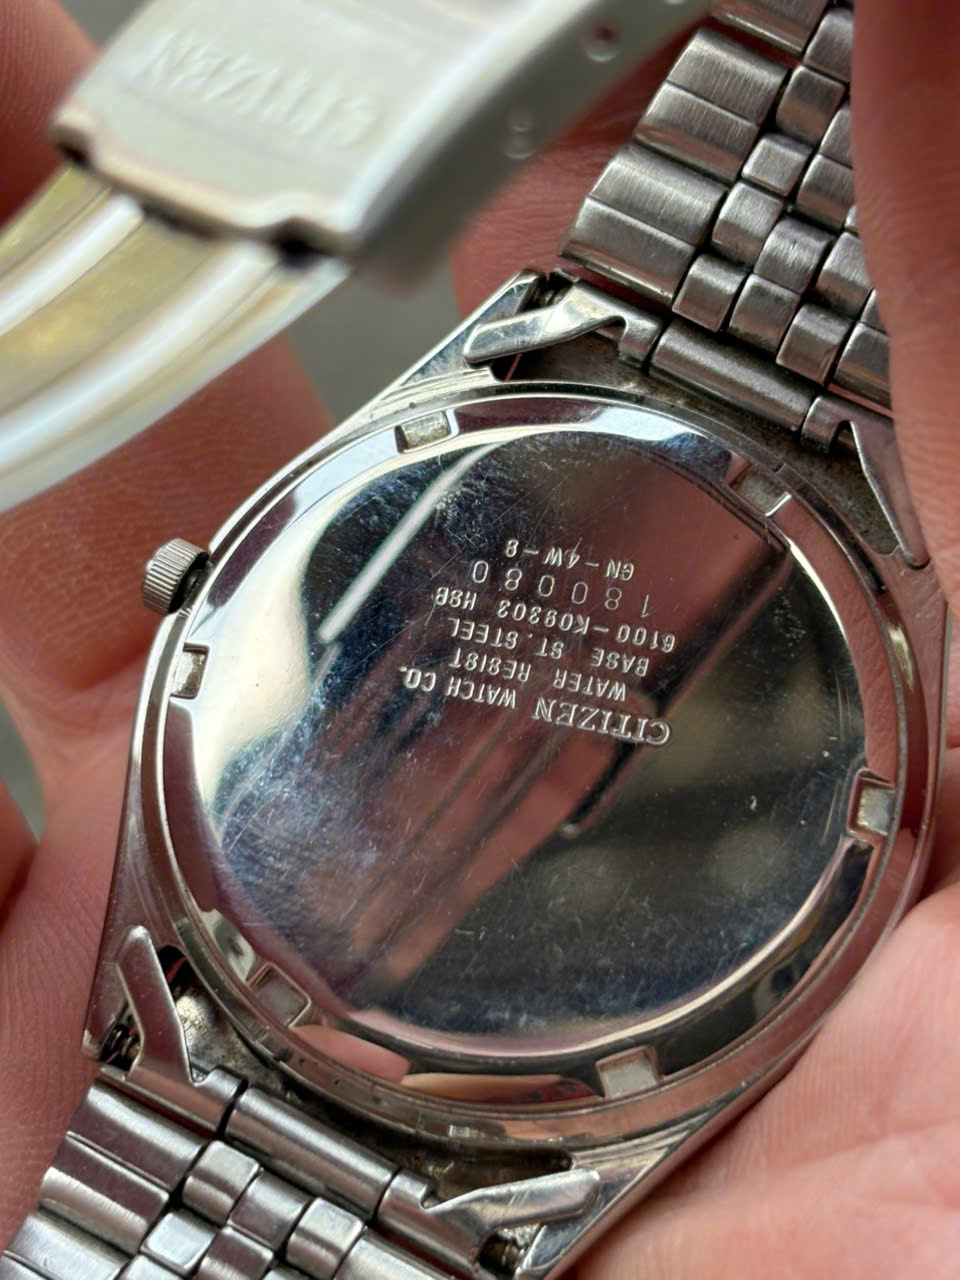 CITIZEN
CITIZEN WATCH CO.
WATER RESIST
BASE ST. STEEL
6100-K09303 HSB
180080
GN-4W-S